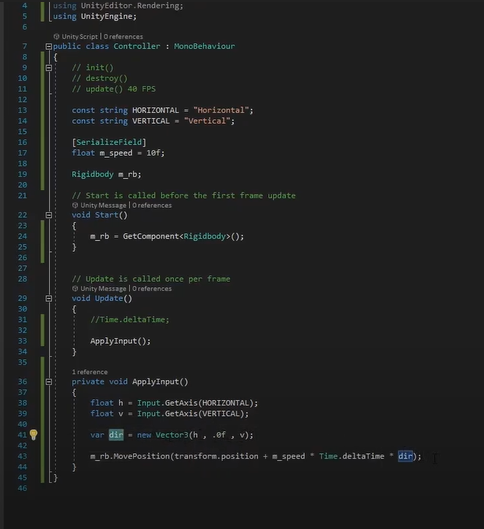 4 using UnityEditor.Rendering;
5 using UnityEngine;
6
Unity Script | 0 references
7 public class Controller : MonoBehaviour
8 {
9 // init()
10 // destroy()
11 // update() 40 FPS
12
13 const string HORIZONTAL = "Horizontal";
14 const string VERTICAL = "Vertical";
15
16 [SerializeField]
17 float m_speed = 10f;
18
19 Rigidbody m_rb;
20
21 // Start is called before the first frame update
Unity Message | 0 references
22 void Start()
23 {
24 m_rb = GetComponent<Rigidbody>();
25 }
26
27
28 // Update is called once per frame
Unity Message | 0 references
29 void Update()
30 {
31 //Time.deltaTime;
32
33 ApplyInput();
34 }
35
1 reference
36 private void ApplyInput()
37 {
38 float h = Input.GetAxis(HORIZONTAL);
39 float v = Input.GetAxis(VERTICAL);
40
41 var dir = new Vector3(h , .0f , v);
42
43 m_rb.MovePosition(transform.position + m_speed * Time.deltaTime * dir);
44 }
45 }
46